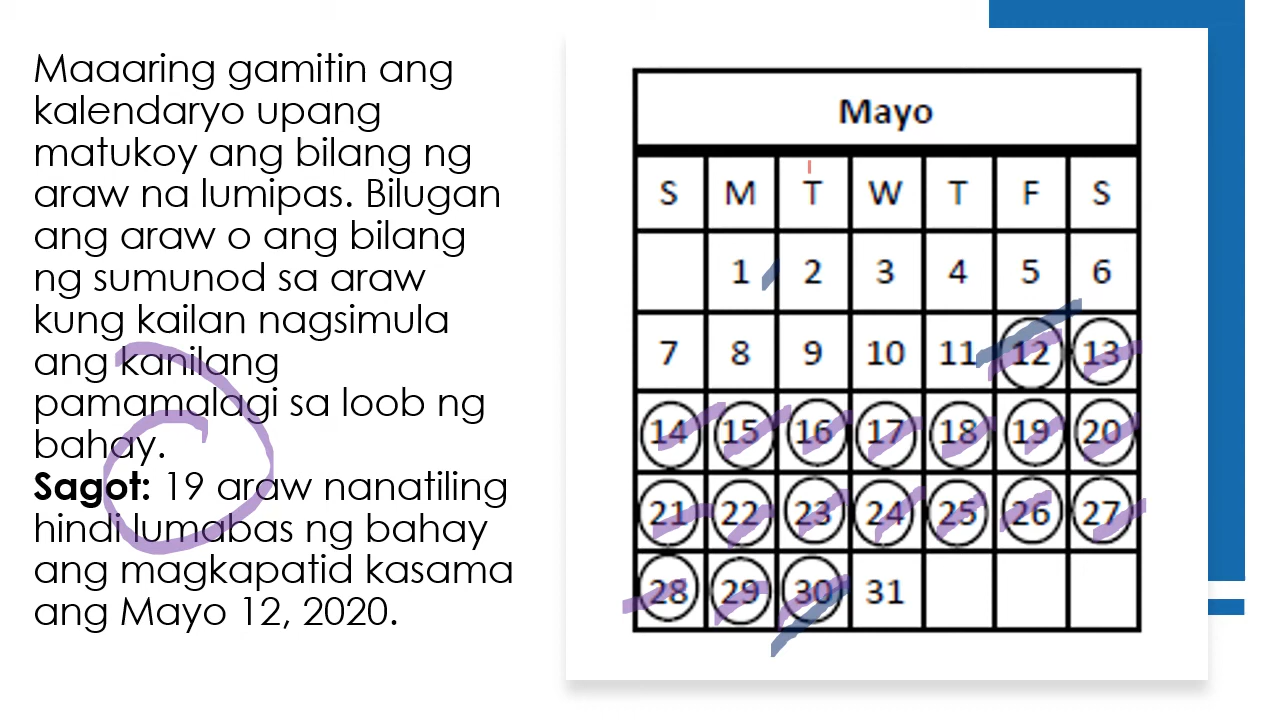 Maaaring gamitin ang
kalendaryo upang
matukoy ang bilang ng
araw na lumipas. Bilugan
ang araw o ang bilang
ng sumunod sa araw
kung kailan nagsimula
ang kanilang
pamamalagi sa loob ng
bahay.
Sagot: 19 araw nanatiling
hindi lumabas ng bahay
ang magkapatid kasama
ang Mayo 12, 2020.
Mayo
S M T W T F S
1 2 3 4 5 6
7 8 9 10 11 12 13
14 15 16 17 18 19 20
21 22 23 24 25 26 27
28 29 30 31